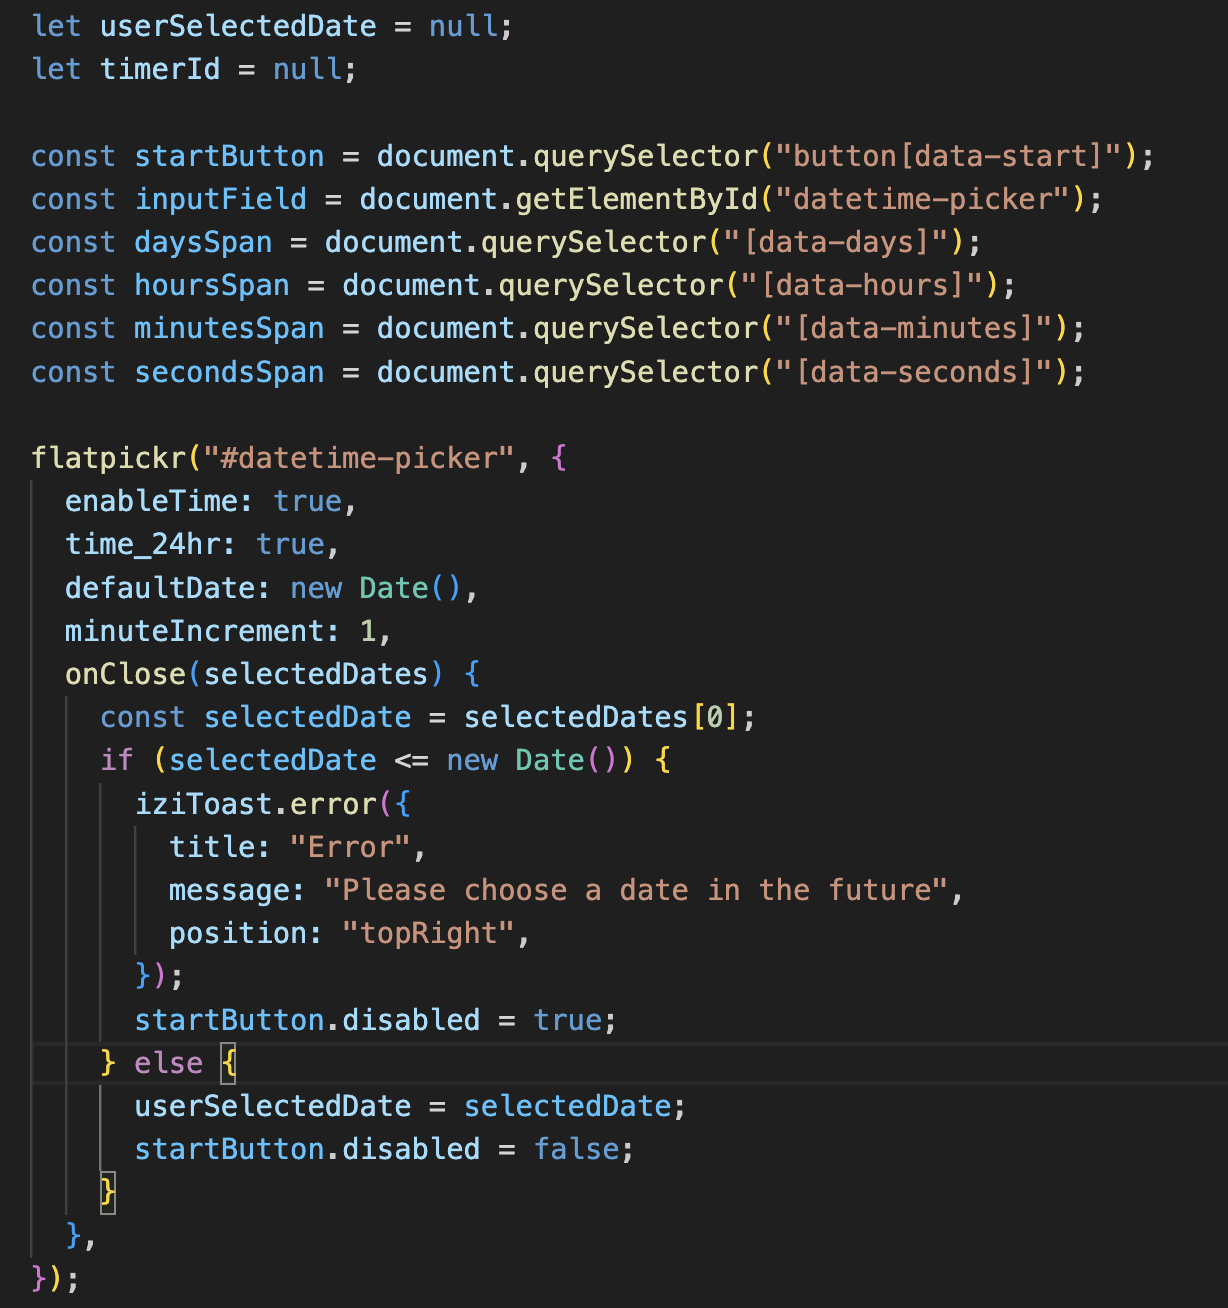 let userSelectedDate = null;
let timerId = null;

const startButton = document.querySelector("button[data-start]");
const inputField = document.getElementById("datetime-picker");
const daysSpan = document.querySelector("[data-days]");
const hoursSpan = document.querySelector("[data-hours]");
const minutesSpan = document.querySelector("[data-minutes]");
const secondsSpan = document.querySelector("[data-seconds]");

flatpickr("#datetime-picker", {
  enableTime: true,
  time_24hr: true,
  defaultDate: new Date(),
  minuteIncrement: 1,
  onClose(selectedDates) {
    const selectedDate = selectedDates[0];
    if (selectedDate <= new Date()) {
      iziToast.error({
        title: "Error",
        message: "Please choose a date in the future",
        position: "topRight",
      });
      startButton.disabled = true;
    } else {
      userSelectedDate = selectedDate;
      startButton.disabled = false;
    }
  },
});